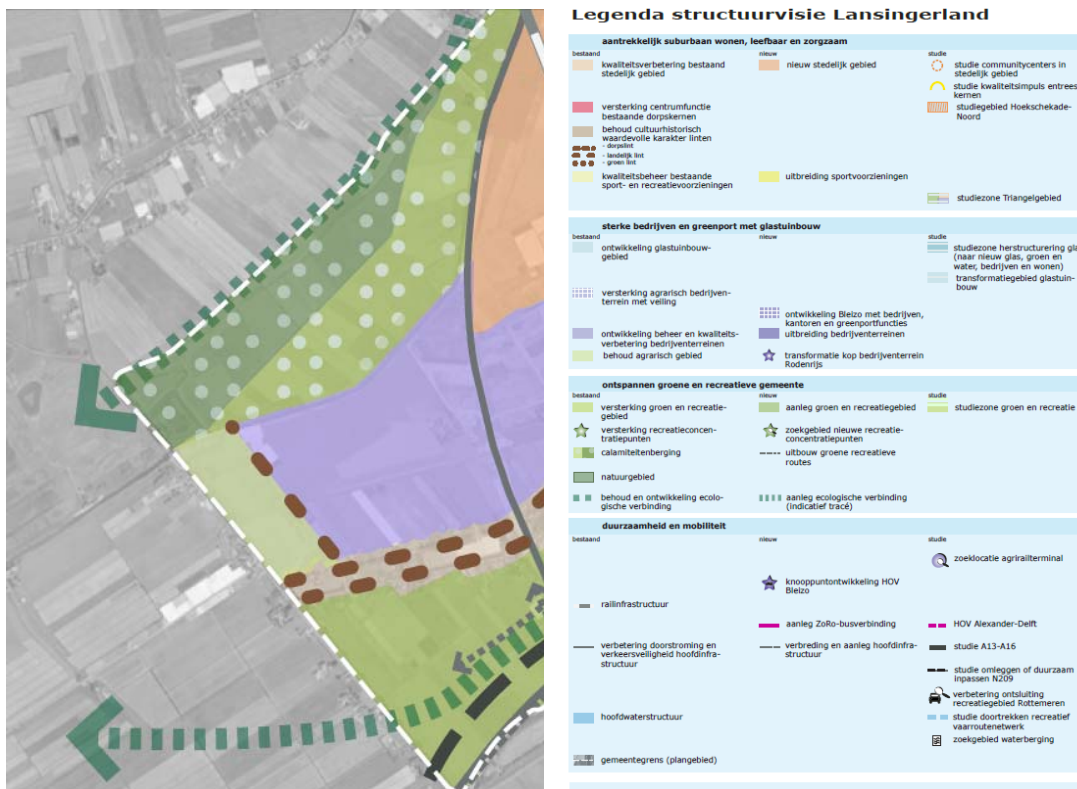 Legenda structuurvisie Lansingerland
aantrekkelijk suburbaan wonen, leefbaar en zorgzaam
bestaand
nieuw
studie
kwaliteitsverbetering bestaand
stedelijk gebied
nieuw stedelijk gebied
studie communitycenters in
stedelijk gebied
studie kwaliteitsimpuls entrees
kernen
versterking centrumfunctie
bestaande dorpskernen
studiegebied Hoekschekade-
Noord
behoud cultuurhistorisch
waardevolle karakter linten
- dorpslint
- landelijk lint
- groen lint
kwaliteitsbeheer bestaande
sport- en recreatievoorzieningen
uitbreiding sportvoorzieningen
studiezone Triangelgebied
sterke bedrijven en greenport met glastuinbouw
bestaand
nieuw
studie
ontwikkeling glastuinbouw-
gebied
studiezone herstructurering gla
(naar nieuw glas, groen en
water, bedrijven en wonen)
transformatiegebied glastuin-
bouw
versterking agrarisch bedrijven-
terrein met veiling
ontwikkeling Bleizo met bedrijven,
kantoren en greenportfuncties
ontwikkeling beheer en kwaliteits-
verbetering bedrijventerreinen
uitbreiding bedrijventerreinen
behoud agrarisch gebied
transformatie kop bedrijventerrein
Rodenrijs
ontspannen groene en recreatieve gemeente
bestaand
nieuw
studie
versterking groen en recreatie-
gebied
aanleg groen en recreatiegebied
studiezone groen en recreatie
versterking recreatieconcen-
tratiepunten
zoekgebied nieuwe recreatie-
concentratiepunten
calamiteitenberging
uitbouw groene recreatieve
routes
natuurgebied
behoud en ontwikkeling ecolo-
gische verbinding
aanleg ecologische verbinding
(indicatief tracé)
duurzaamheid en mobiliteit
bestaand
nieuw
studie
zoeklocatie agrirailterminal
knooppuntontwikkeling HOV
Bleizo
railinfrastructuur
aanleg ZoRo-busverbinding
HOV Alexander-Delft
verbetering doorstroming en
verkeersveiligheid hoofdinfra-
structuur
verbreding en aanleg hoofdinfra-
structuur
studie A13-A16
studie omleggen of duurzaam
inpassen N209
verbetering ontsluiting
recreatiegebied Rottemeren
hoofdwaterstructuur
studie doortrekken recreatief
vaarroutenetwerk
zoekgebied waterberging
gemeentegrens (plangebied)